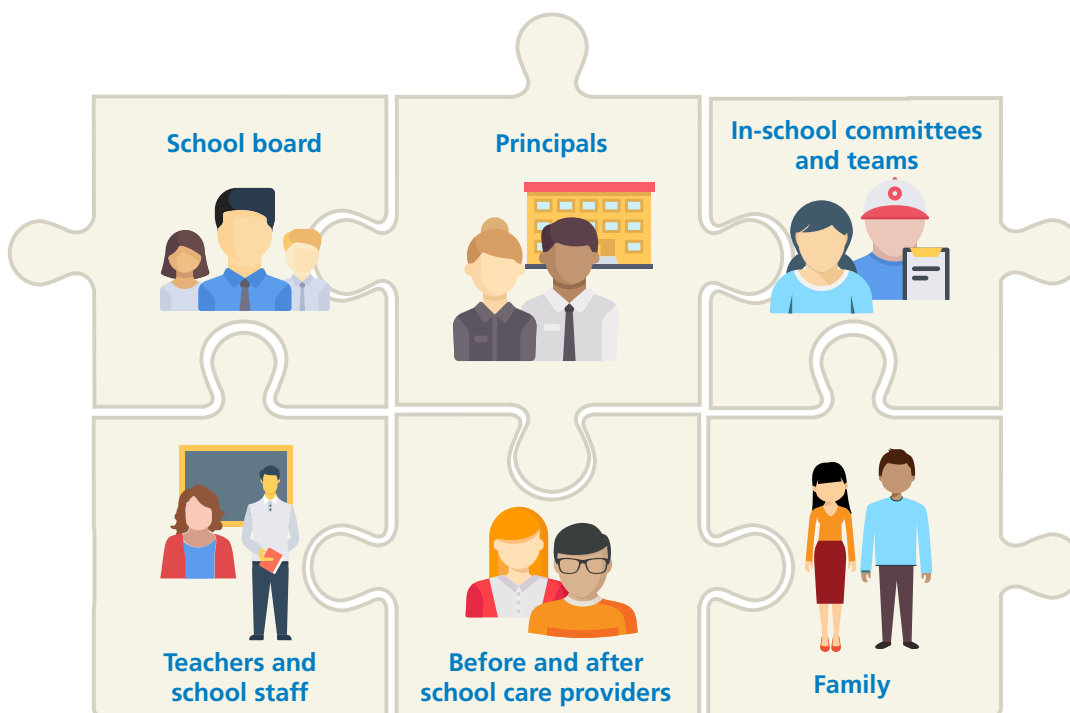 School board
Principals
In-school committees
and teams
Teachers and
school staff
Before and after
school care providers
Family